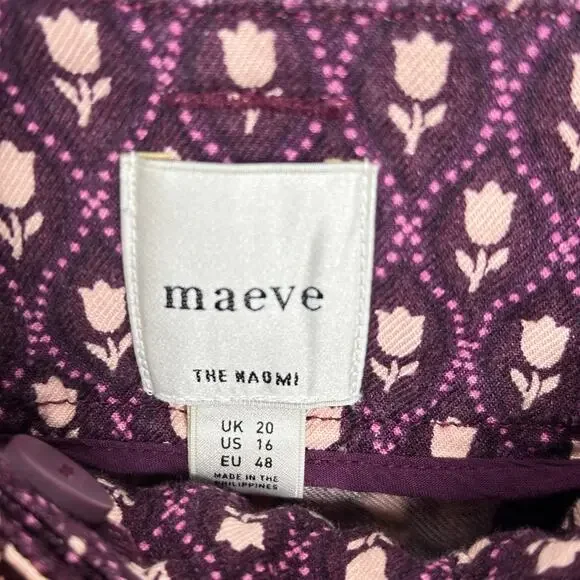 maeve
THE NAOMI
UK 20
US 16
EU 48
MADE IN THE
PHILIPPINES